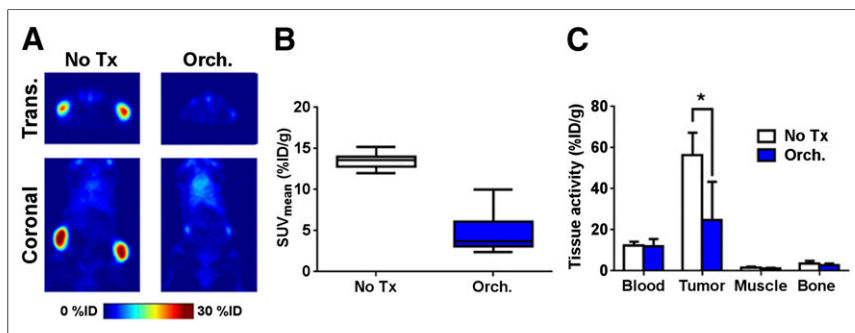 A
No Tx
Orch.
Trans.
Coronal
0 %ID
30 %ID
B
20
15
10
5
0
SUVmean (%ID/g)
No Tx
Orch.
C
80
60
40
20
0
Tissue activity (%ID/g)
*
No Tx
Orch.
Blood
Tumor
Muscle
Bone